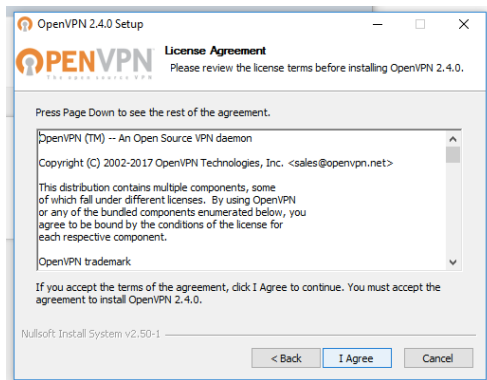 OpenVPN 2.4.0 Setup
OPENVPN
The open source VPN
License Agreement
Please review the license terms before installing OpenVPN 2.4.0.
Press Page Down to see the rest of the agreement.
OpenVPN (TM) -- An Open Source VPN daemon
Copyright (C) 2002-2017 OpenVPN Technologies, Inc. <sales@openvpn.net>
This distribution contains multiple components, some
of which fall under different licenses. By using OpenVPN
or any of the bundled components enumerated below, you
agree to be bound by the conditions of the license for
each respective component.
OpenVPN trademark
If you accept the terms of the agreement, click I Agree to continue. You must accept the
agreement to install OpenVPN 2.4.0.
Nullsoft Install System v2.50-1
< Back I Agree Cancel